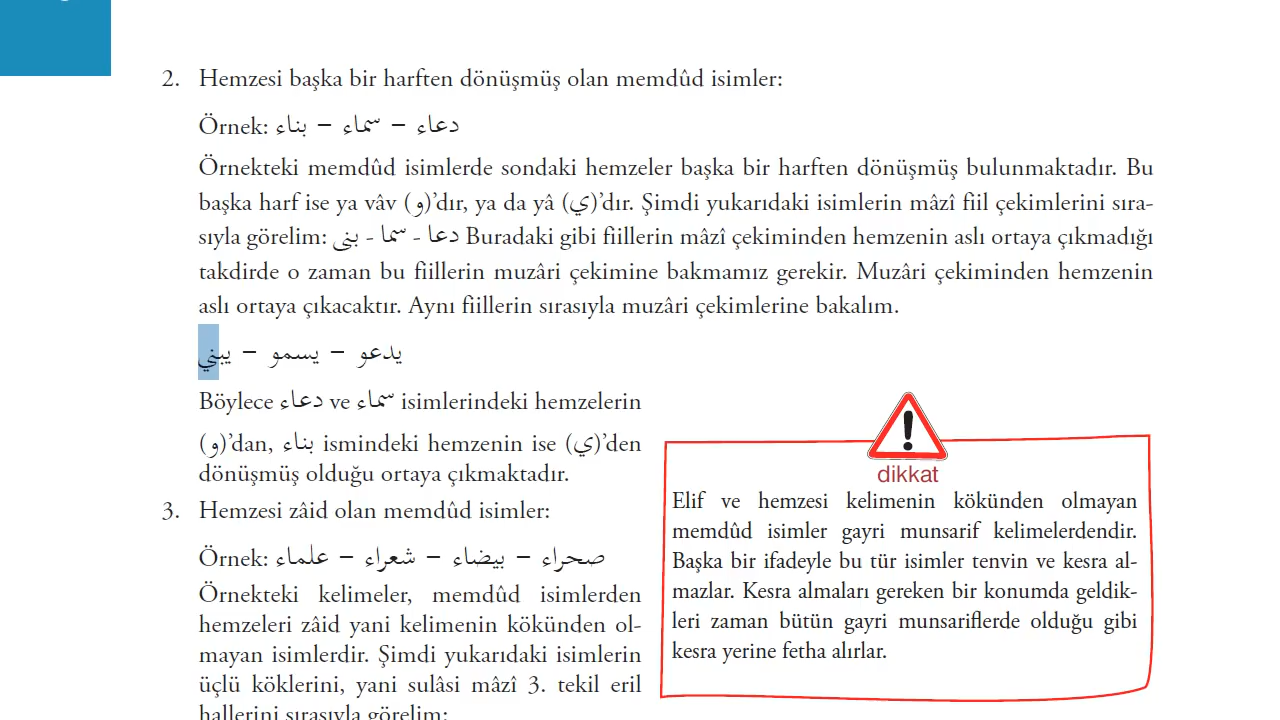 2. Hemzesi başka bir harften dönüşmüş olan memdûd isimler:
Örnek: دعاء – سماء – بناء
Örnekteki memdûd isimlerde sondaki hemzeler başka bir harften dönüşmüş bulunmaktadır. Bu
başka harf ise ya vâv (و)’dır, ya da yâ (ي)’dir. Şimdi yukarıdaki isimlerin mâzî fiil çekimlerini sıra-
sıyla görelim: دعا - سما - بنى Buradaki gibi fiillerin mâzî çekiminden hemzenin aslı ortaya çıkmadığı
takdirde o zaman bu fiillerin muzâri çekimine bakmamız gerekir. Muzâri çekiminden hemzenin
aslı ortaya çıkacaktır. Aynı fiillerin sırasıyla muzâri çekimlerine bakalım.
يدعو – يسمو – يبني
Böylece دعاء ve سماء isimlerindeki hemzelerin
(و)’dan, بناء ismindeki hemzenin ise (ي)’den
dönüşmüş olduğu ortaya çıkmaktadır.
3. Hemzesi zâid olan memdûd isimler:
Örnek: صحراء – بيضاء – شعراء – علماء
Örnekteki kelimeler, memdûd isimlerden
hemzeleri zâid yani kelimenin kökünden ol-
mayan isimlerdir. Şimdi yukarıdaki isimlerin
üçlü köklerini, yani sulâsi mâzî 3. tekil eril
hallerini sırasıyla görelim:
dikkat
Elif ve hemzesi kelimenin kökünden olmayan
memdûd isimler gayri munsarif kelimelerdendir.
Başka bir ifadeyle bu tür isimler tenvin ve kesra al-
mazlar. Kesra almaları gereken bir konumda geldik-
leri zaman bütün gayri munsariflerde olduğu gibi
kesra yerine fetha alırlar.